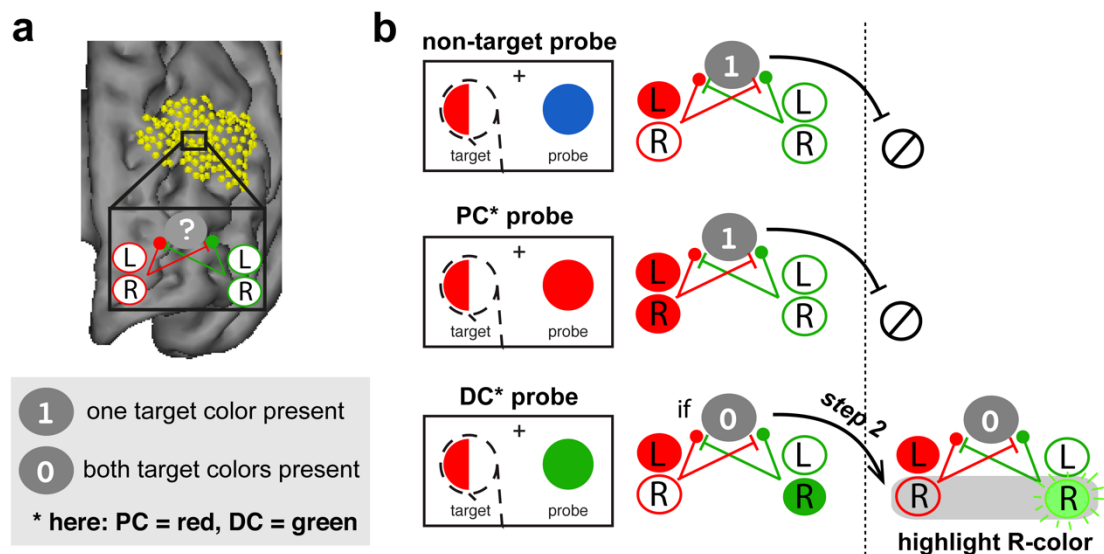 a
?
L
R
L
R
1 one target color present
0 both target colors present
* here: PC = red, DC = green
b
non-target probe
+
target
probe
L
R
1
L
R
PC* probe
+
target
probe
L
R
1
L
R
DC* probe
+
target
probe
if
0
L
R
L
R
step 2
0
L
R
L
R
highlight R-color